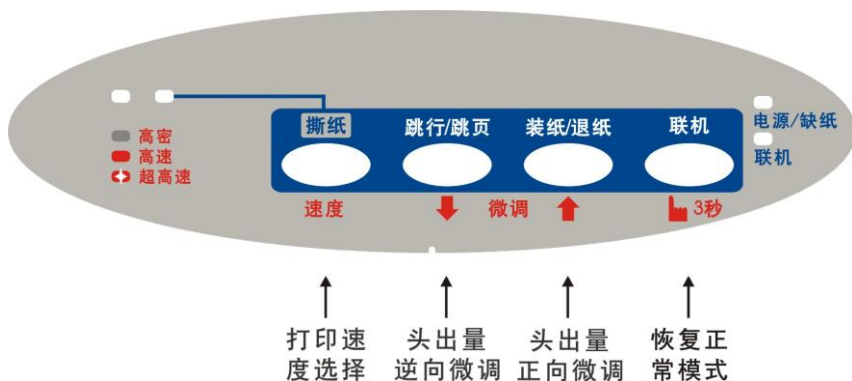 撕纸 跳行/跳页 装纸/退纸 联机
电源/缺纸
联机
高密
高速
超高速
速度 微调 3秒
打印速度选择
头出量逆向微调
头出量正向微调
恢复正常模式